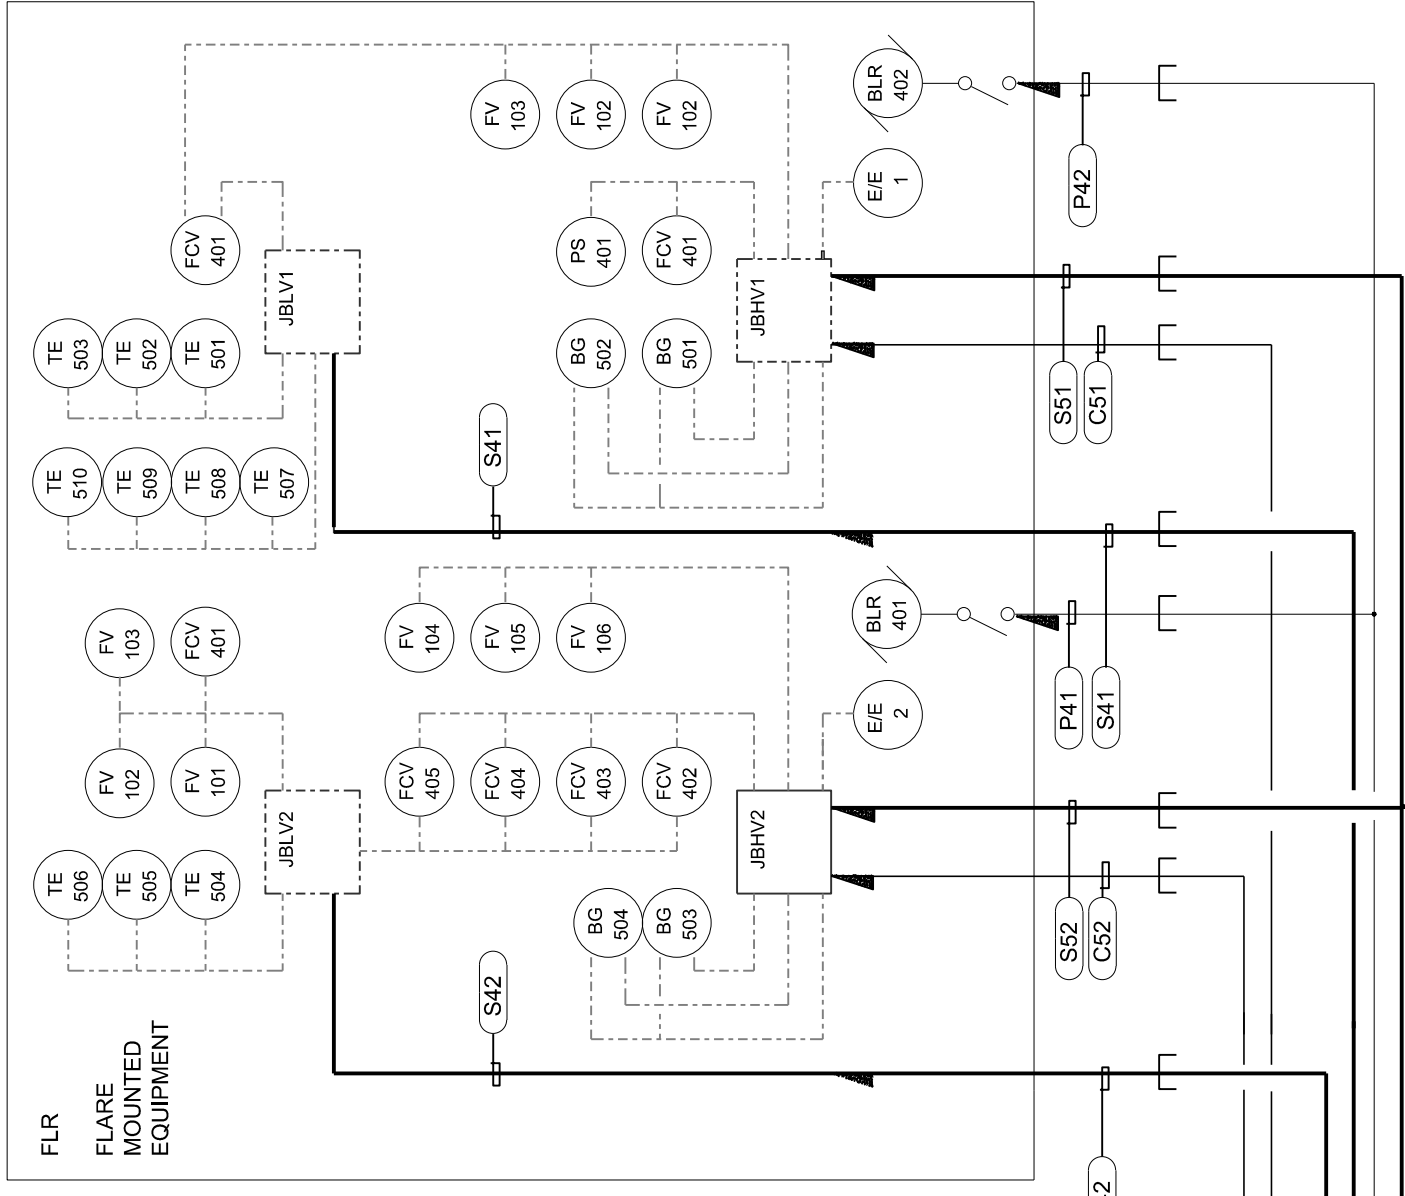 FLR
FLARE
MOUNTED
EQUIPMENT
TE
506
TE
505
TE
504
FV
102
FV
101
FV
103
FCV
401
JBLV2
TE
510
TE
509
TE
508
TE
507
TE
503
TE
502
TE
501
FCV
401
JBLV1
S42
FCV
405
FCV
404
FCV
403
FCV
402
FV
104
FV
105
FV
106
BG
504
BG
503
JBHV2
S41
BG
502
BG
501
PS
401
FCV
401
FV
103
FV
102
FV
102
JBHV1
E/E
2
BLR
401
E/E
1
BLR
402
S52
C52
P41
S41
S51
C51
P42